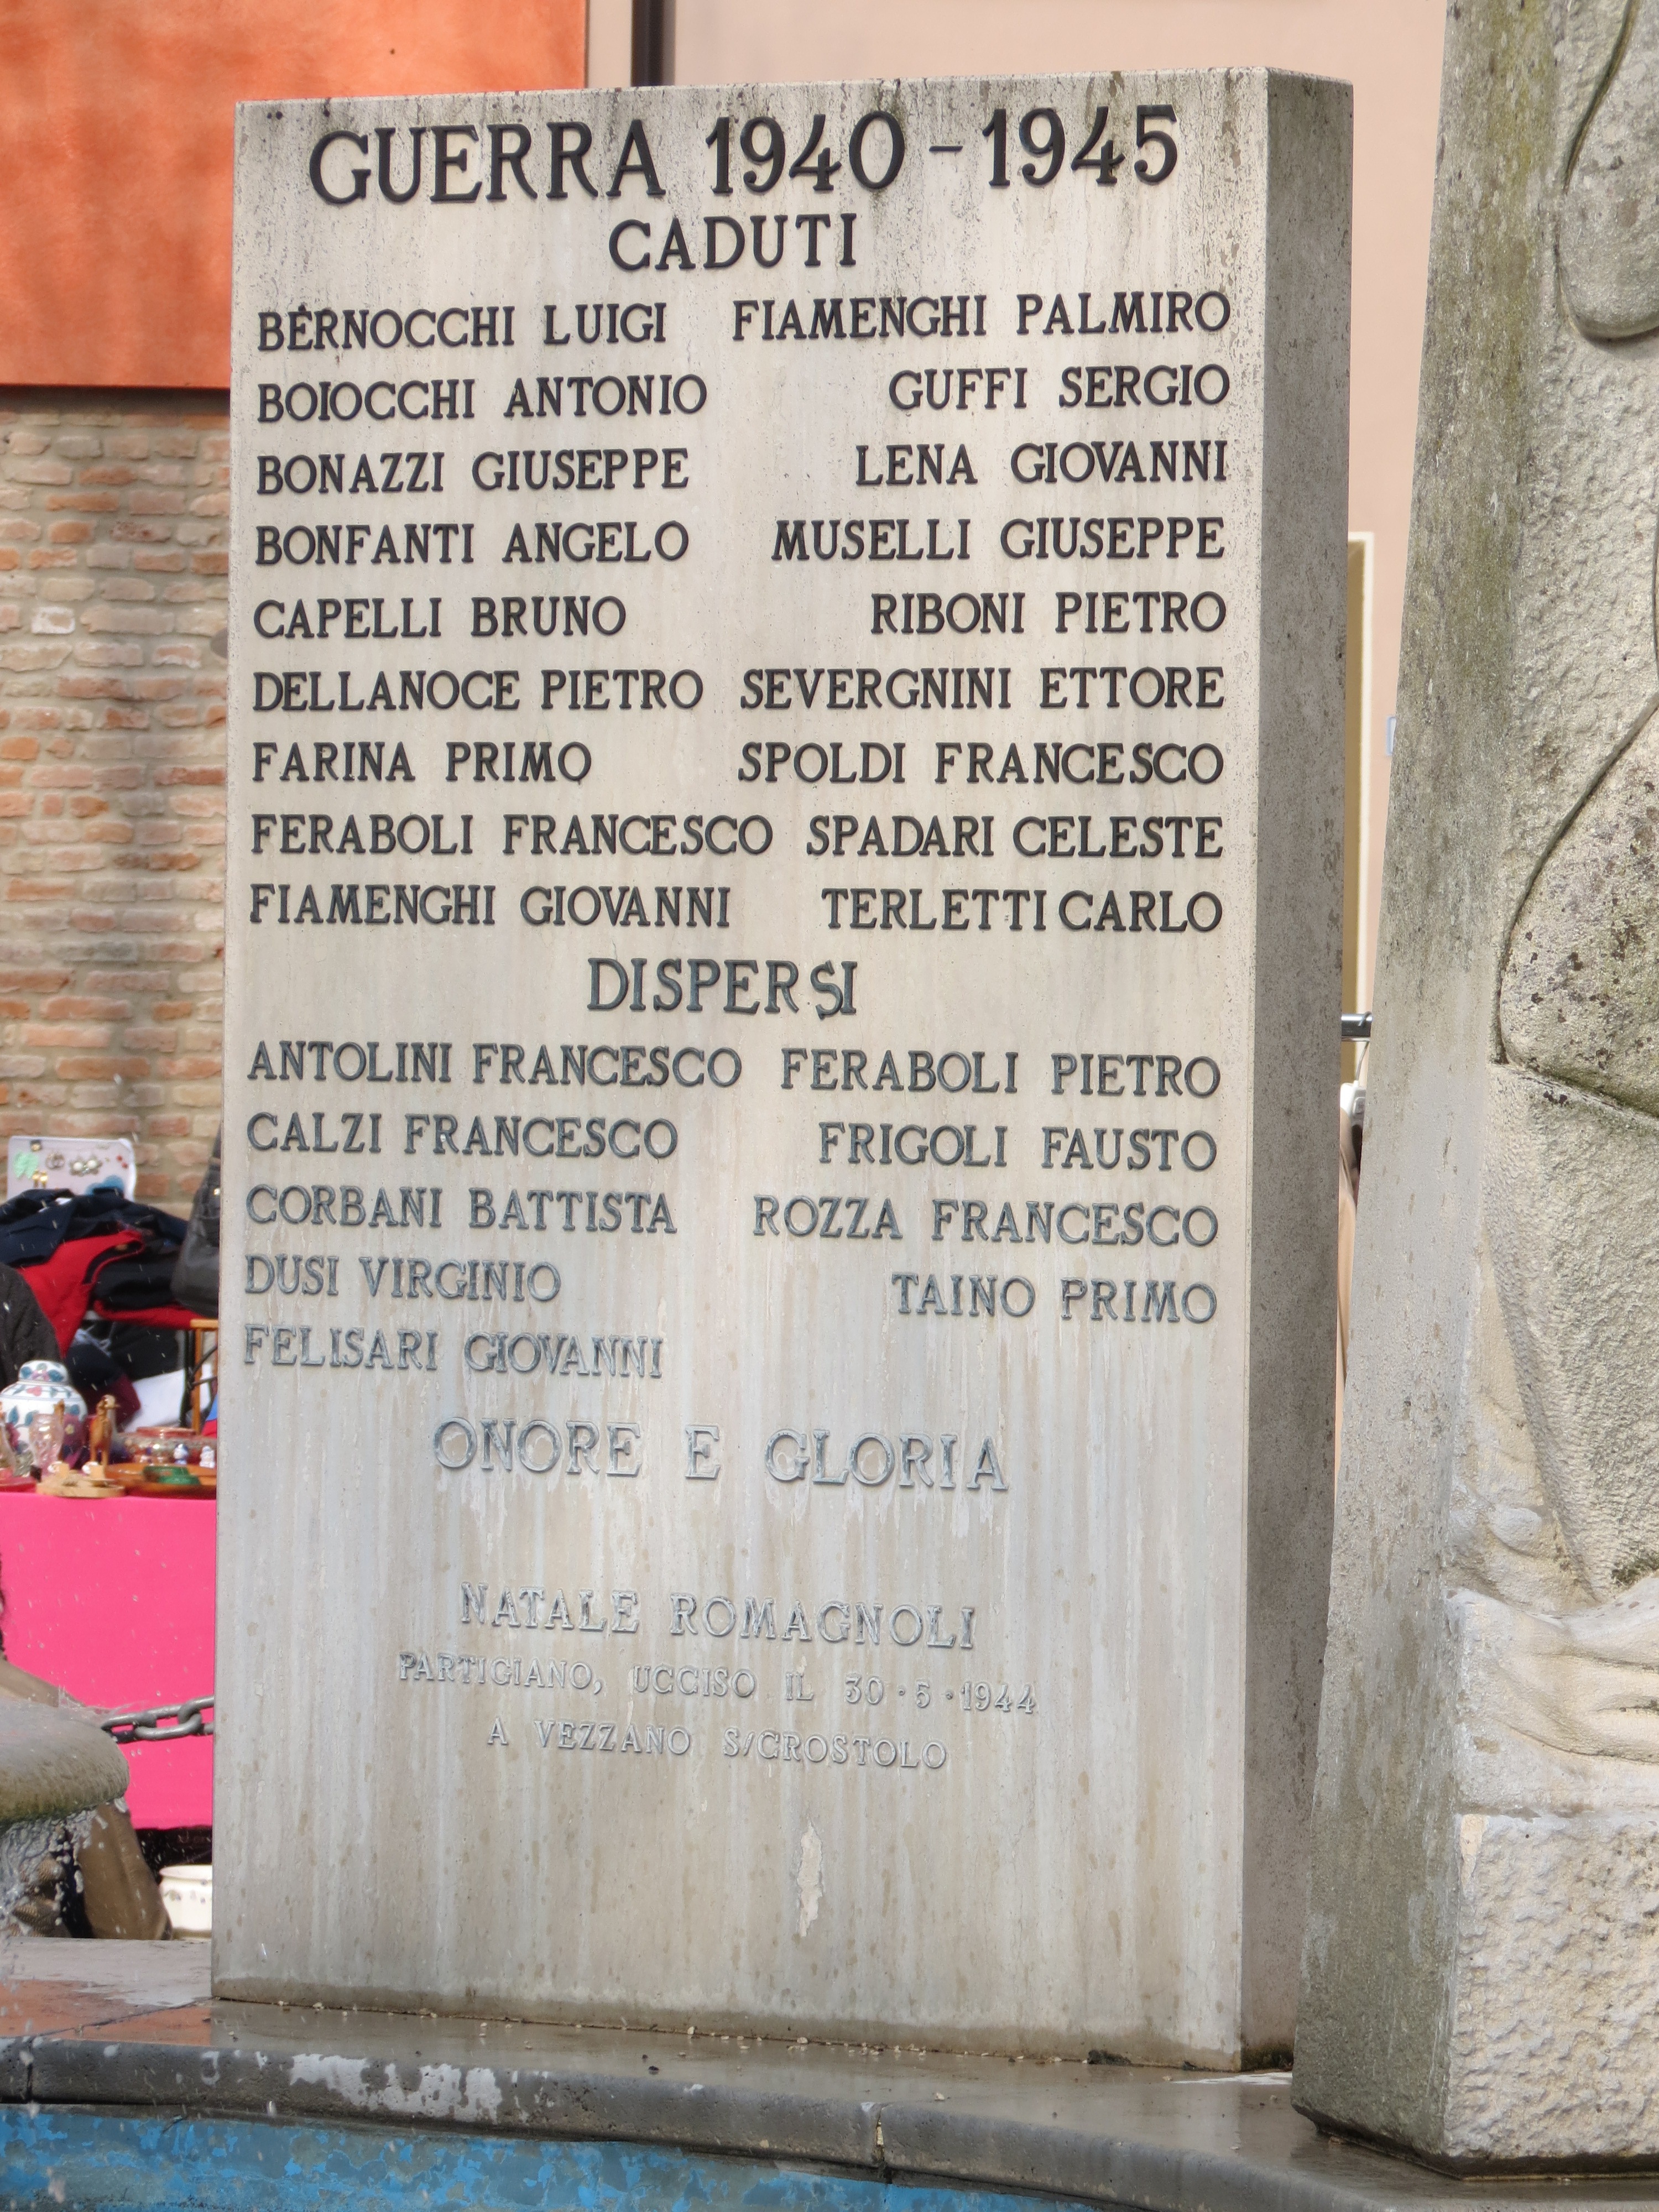 GUERRA 1940-1945
CADUTI
BERNOCCHI LUIGI FIAMENGHI PALMIRO
BOIOCCHI ANTONIO GUFFI SERGIO
BONAZZI GIUSEPPE LENA GIOVANNI
BONFANTI ANGELO MUSELLI GIUSEPPE
CAPELLI BRUNO RIBONI PIETRO
DELLANOCE PIETRO SEVERGNINI ETTORE
FARINA PRIMO SPOLDI FRANCESCO
FERABOLI FRANCESCO SPADARI CELESTE
FIAMENGHI GIOVANNI TERLETTI CARLO
DISPERSI
ANTOLINI FRANCESCO FERABOLI PIETRO
CALZI FRANCESCO FRIGOLI FAUSTO
CORBANI BATTISTA ROZZA FRANCESCO
DUSI VIRGINIO TAINO PRIMO
FELISARI GIOVANNI
ONORE E GLORIA
NATALE ROMAGNOLI
PARTIGIANO, UCCISO IL 30·5·1944
A VEZZANO S/CROSTOLO